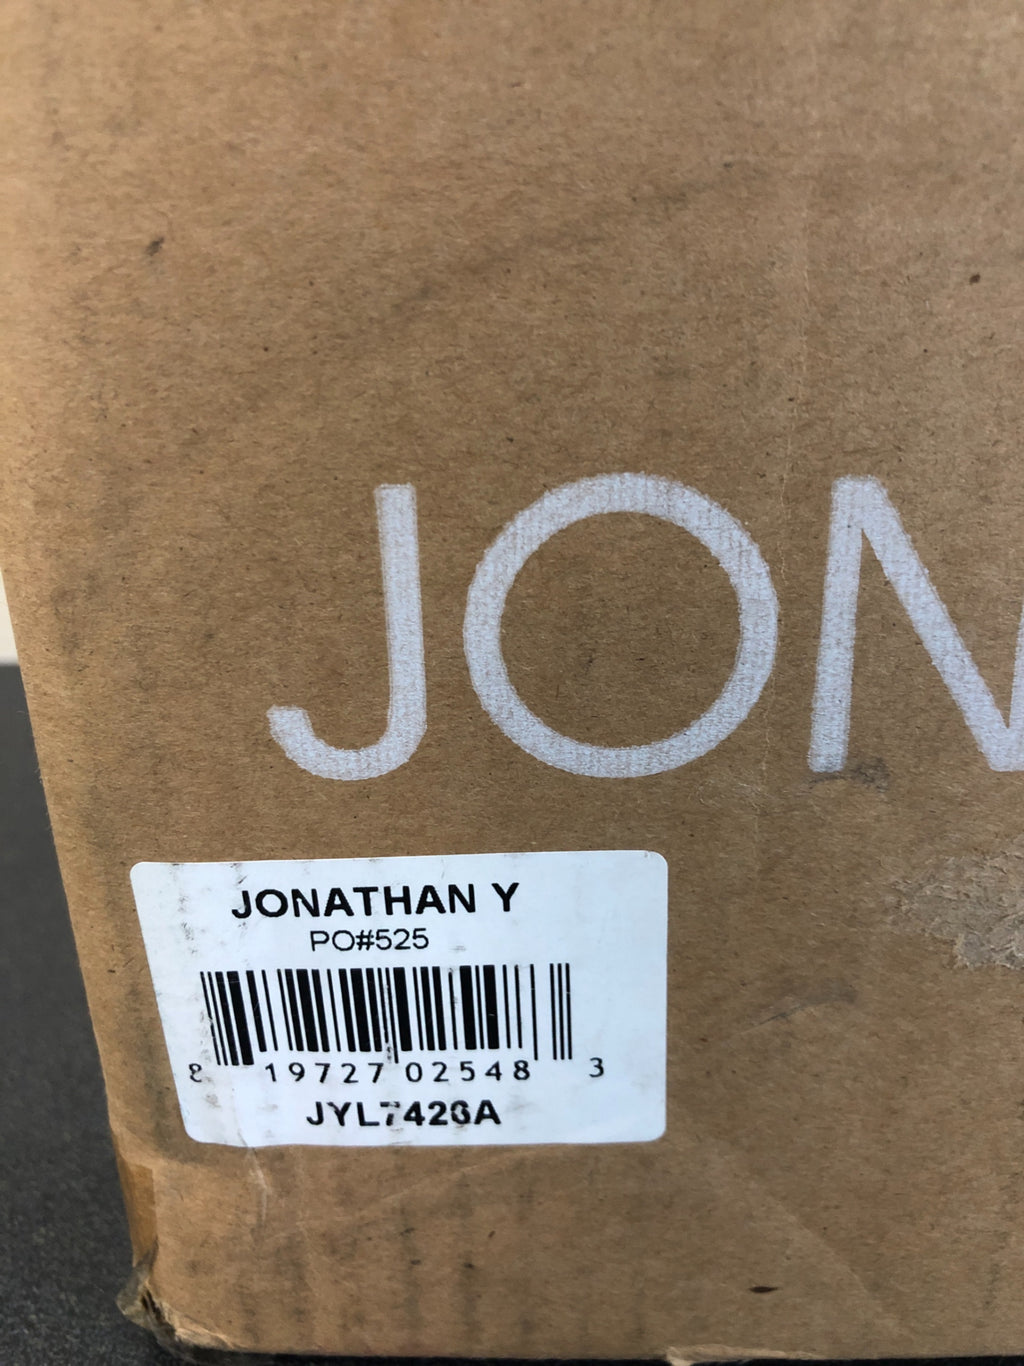 JON
JONATHAN Y
PO#525
8 19727 02548 3
JYL7426A